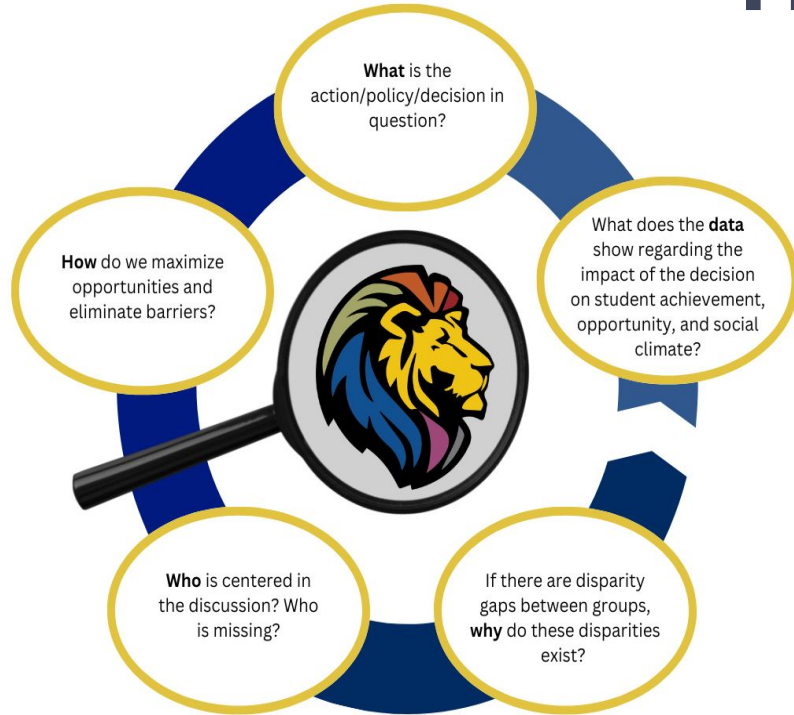 What is the
action/policy/decision in
question?
What does the data
show regarding the
impact of the decision
on student achievement,
opportunity, and social
climate?
If there are disparity
gaps between groups,
why do these disparities
exist?
Who is centered in
the discussion? Who
is missing?
How do we maximize
opportunities and
eliminate barriers?